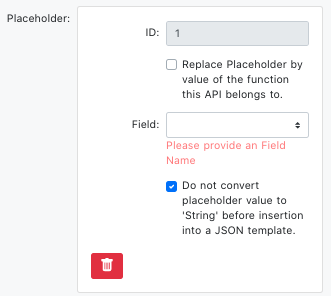 Placeholder:
ID: 1
Replace Placeholder by
value of the function
this API belongs to.
Field:
Please provide an Field
Name
Do not convert
placeholder value to
'String' before insertion
into a JSON template.